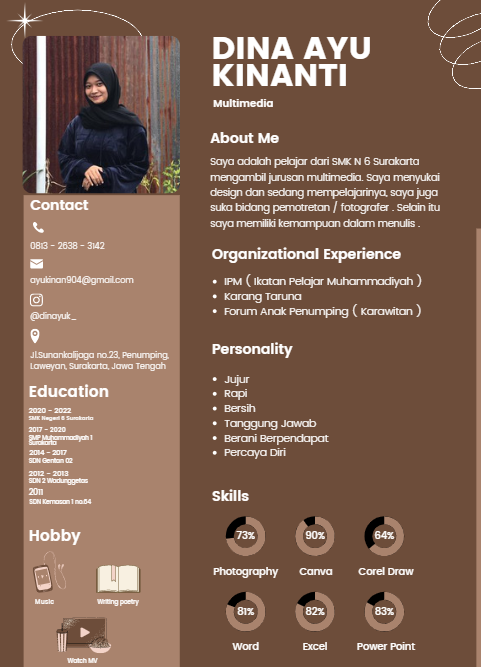 DINA AYU
KINANTI
Multimedia
About Me
Saya adalah pelajar dari SMK N 6 Surakarta
mengambil jurusan multimedia. Saya menyukai
design dan sedang mempelajarinya, saya juga
suka bidang pemotretan / fotografer . Selain itu
saya memiliki kemampuan dalam menulis .
Organizational Experience
• IPM ( Ikatan Pelajar Muhammadiyah )
• Karang Taruna
• Forum Anak Penumping ( Karawitan )
Personality
• Jujur
• Rapi
• Bersih
• Tanggung Jawab
• Berani Berpendapat
• Percaya Diri
Skills
73% 90% 64%
Photography Canva Corel Draw
81% 82% 83%
Word Excel Power Point
Contact
0813 - 2638 - 3142
ayukinan904@gmail.com
@dinayuk_
Jl.Sunankalijaga no.23, Penumping,
Laweyan, Surakarta, Jawa Tengah
Education
2020 - 2022
SMK Negeri 6 Surakarta
2017 - 2020
SMP Muhammadiyah 1
Surakarta
2014 - 2017
SDN Gentan 02
2012 - 2013
SDN 2 Wadunggetas
2011
SDN Kemasan 1 no.64
Hobby
Music Writing poetry
Watch MV